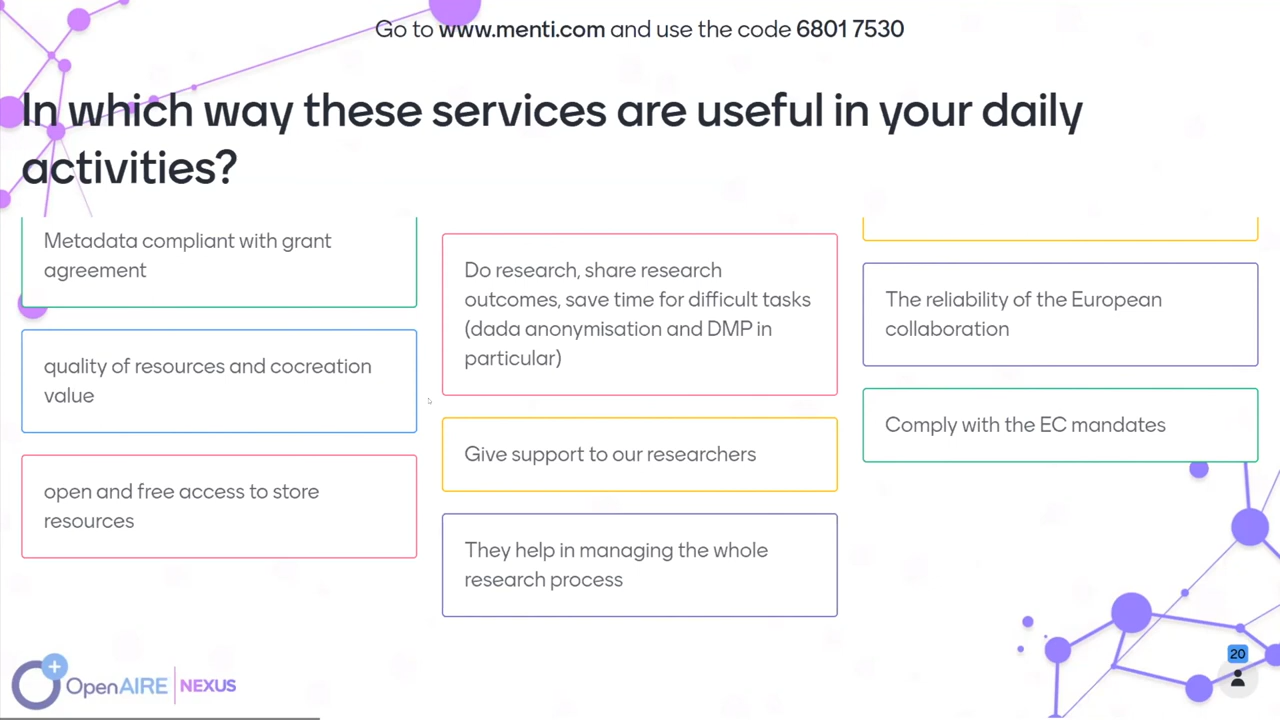 Go to www.menti.com and use the code 6801 7530
In which way these services are useful in your daily
activities?
Metadata compliant with grant
agreement
quality of resources and cocreation
value
open and free access to store
resources
Do research, share research
outcomes, save time for difficult tasks
(dada anonymisation and DMP in
particular)
Give support to our researchers
They help in managing the whole
research process
The reliability of the European
collaboration
Comply with the EC mandates
OpenAIRE NEXUS
20